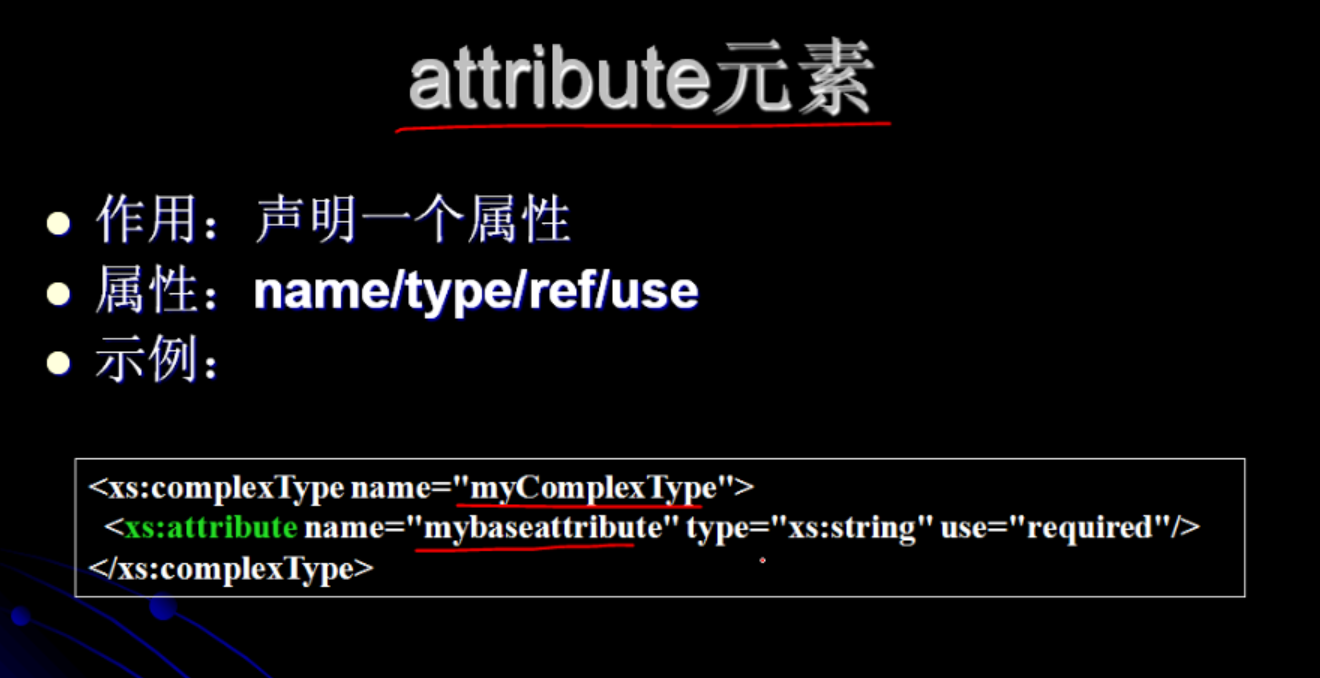 attribute元素
作用：声明一个属性
属性：name/type/ref/use
示例：
<xs:complexType name="myComplexType">
<xs:attribute name="mybaseattribute" type="xs:string" use="required"/>
</xs:complexType>